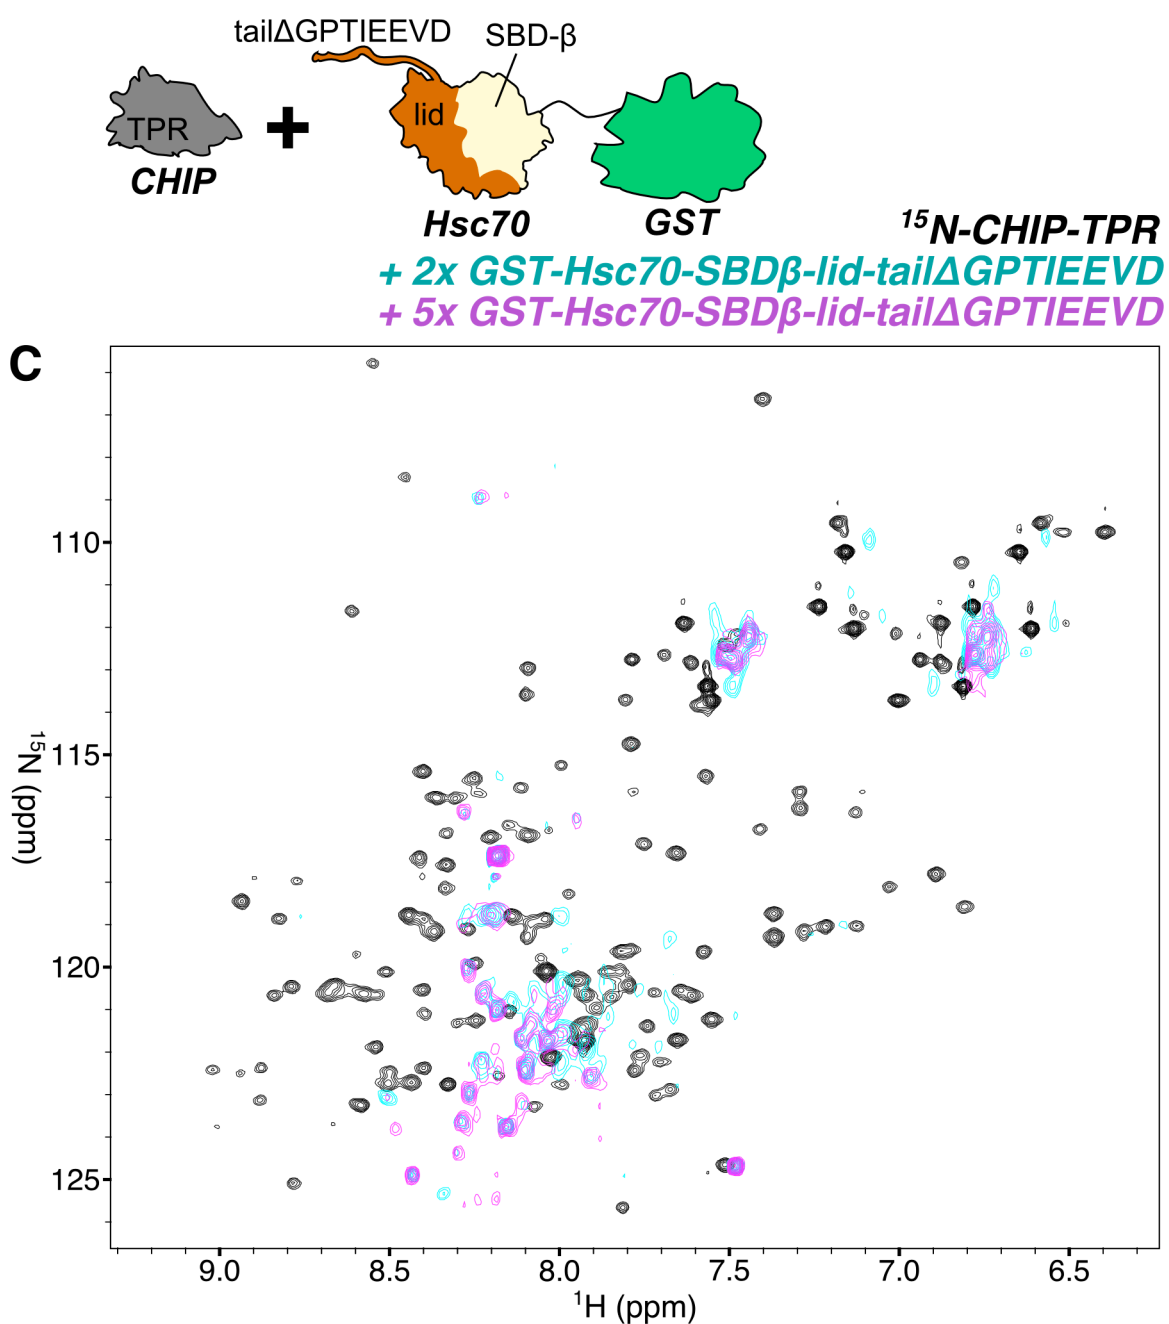 tailΔGPTIEEVD SBD-β
lid
TPR
+
CHIP
Hsc70 GST
¹⁵N-CHIP-TPR
+ 2x GST-Hsc70-SBDβ-lid-tailΔGPTIEEVD
+ 5x GST-Hsc70-SBDβ-lid-tailΔGPTIEEVD
C
110
115
120
125
¹⁵N (ppm)
9.0 8.5 8.0 7.5 7.0 6.5
¹H (ppm)